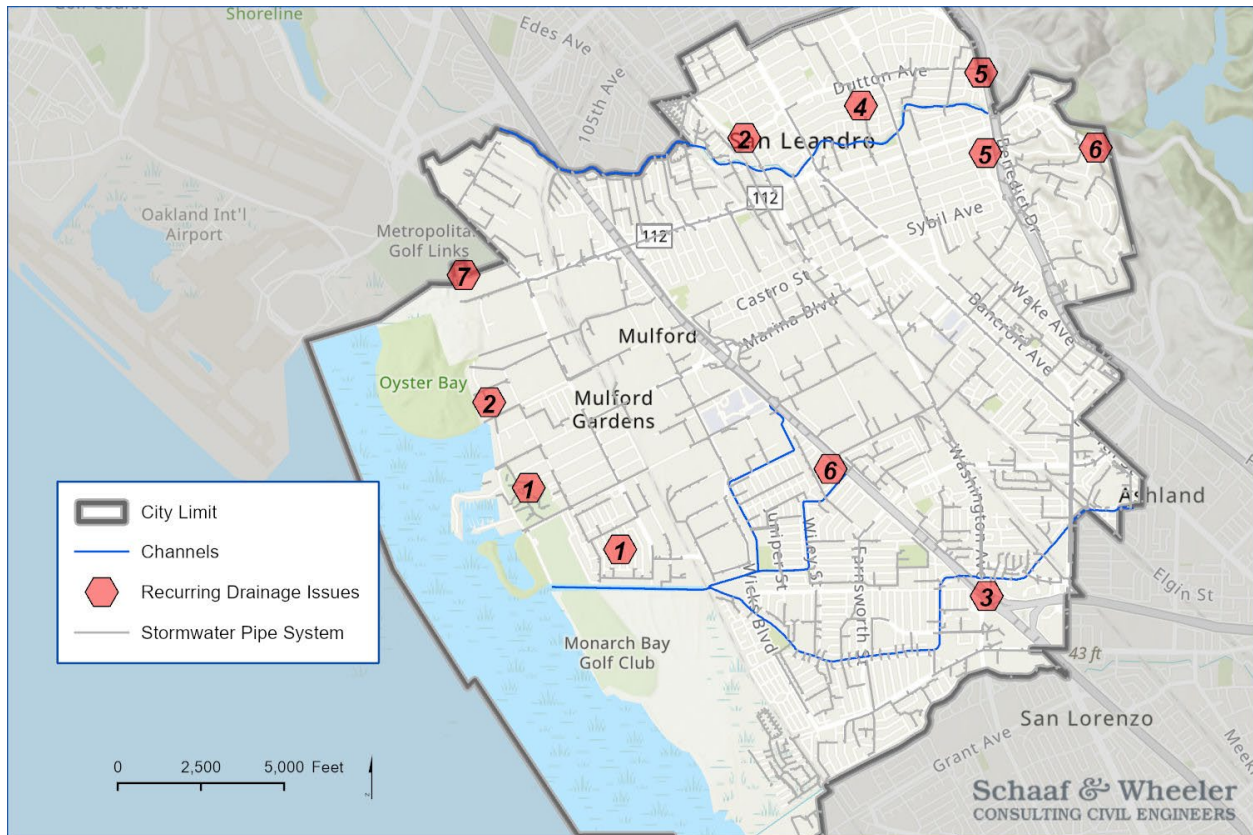 Golf Course
Shoreline
Edes Ave
105th Ave
Dutton Ave
5
4
2
San Leandro
5
6
Benedict Dr
112
112
Sybil Ave
Oakland Int'l
Airport
Metropolitan
Golf Links
7
Castro St
Marina Blvd
Wake Ave
Bancroft Ave
Mulford
Oyster Bay
2
Mulford
Gardens
Washington Ave
6
1
Ashland
1
Juniper St
Wiley St
Farnsworth St
Wicks Blvd
Elgin St
3
Monarch Bay
Golf Club
43 ft
San Lorenzo
Grant Ave
Meek
City Limit
Channels
Recurring Drainage Issues
Stormwater Pipe System
0 2,500 5,000 Feet
Schaaf & Wheeler
CONSULTING CIVIL ENGINEERS